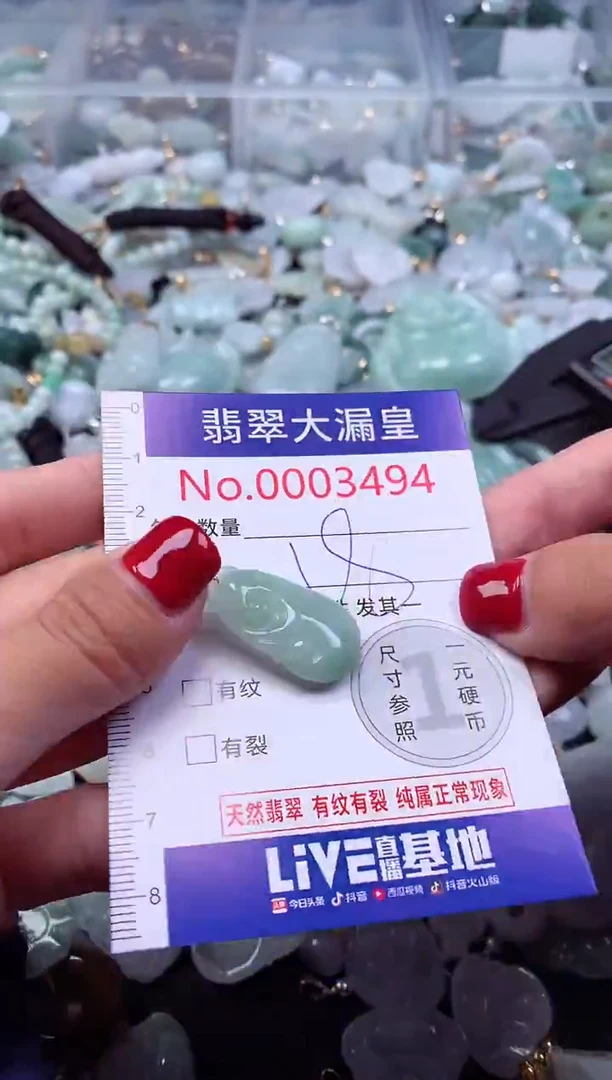 翡翠大漏皇
No.0003494
数量
发其一
有纹
有裂
尺寸参照
1
一元硬币
天然翡翠 有纹有裂 纯属正常现象
LiVE直播基地
今日头条 抖音 西瓜视频 抖音火山版
0
1
2
7
8